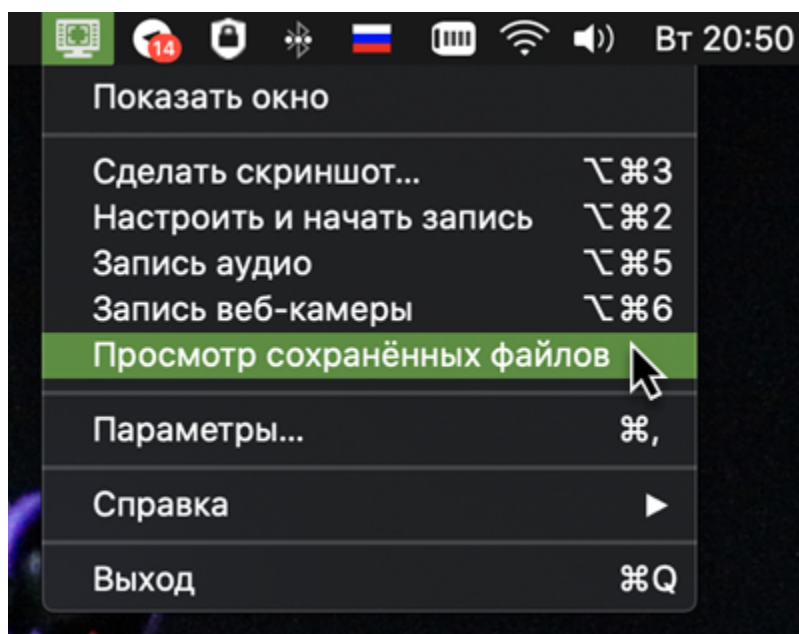 14 Вт 20:50
Показать окно
Сделать скриншот... ⌥⌘3
Настроить и начать запись ⌥⌘2
Запись аудио ⌥⌘5
Запись веб-камеры ⌥⌘6
Просмотр сохранённых файлов
Параметры... ⌘,
Справка ▶
Выход ⌘Q